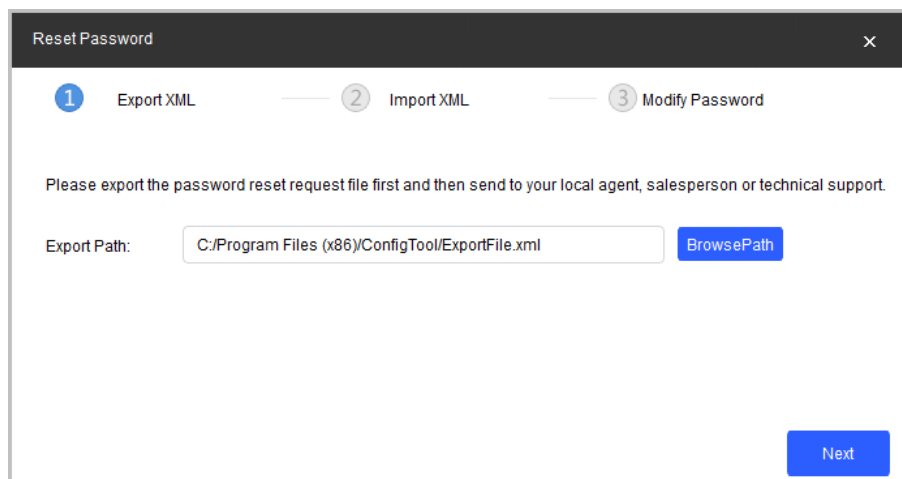 Reset Password
1 Export XML 2 Import XML 3 Modify Password
Please export the password reset request file first and then send to your local agent, salesperson or technical support.
Export Path: C:/Program Files (x86)/ConfigTool/ExportFile.xml BrowsePath
Next